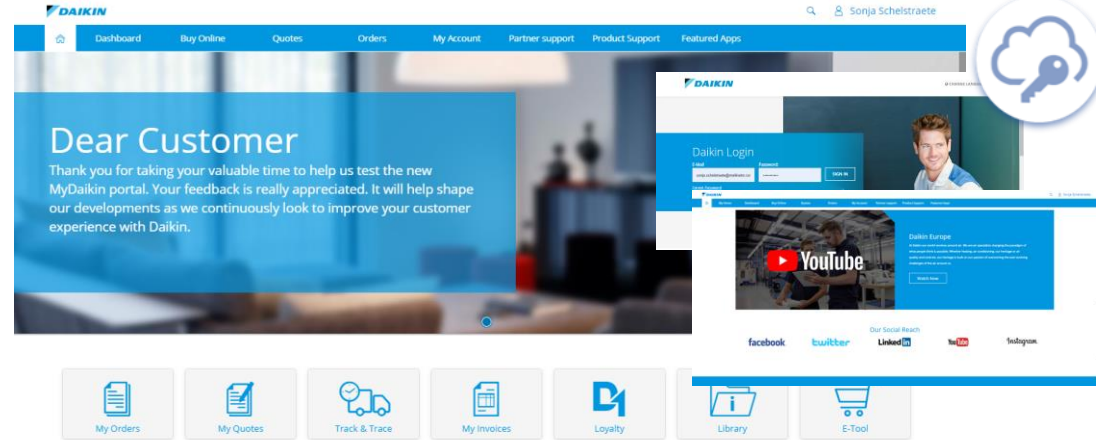 DAIKIN
Sonja Schelstraete
Dashboard
Buy Online
Quotes
Orders
My Account
Partner support
Product Support
Featured Apps
Dear Customer
Thank you for taking your valuable time to help us test the new
MyDaikin portal. Your feedback is really appreciated. It will help shape
our developments as we continuously look to improve your customer
experience with Daikin.
DAIKIN
Daikin Login
E-Mail
Password
SIGN IN
Daikin Europe
YouTube
Watch Now
Our Social Reach
facebook
twitter
Linked in
YouTube
Instagram
My Orders
My Quotes
Track & Trace
My Invoices
Loyalty
Library
E-Tool